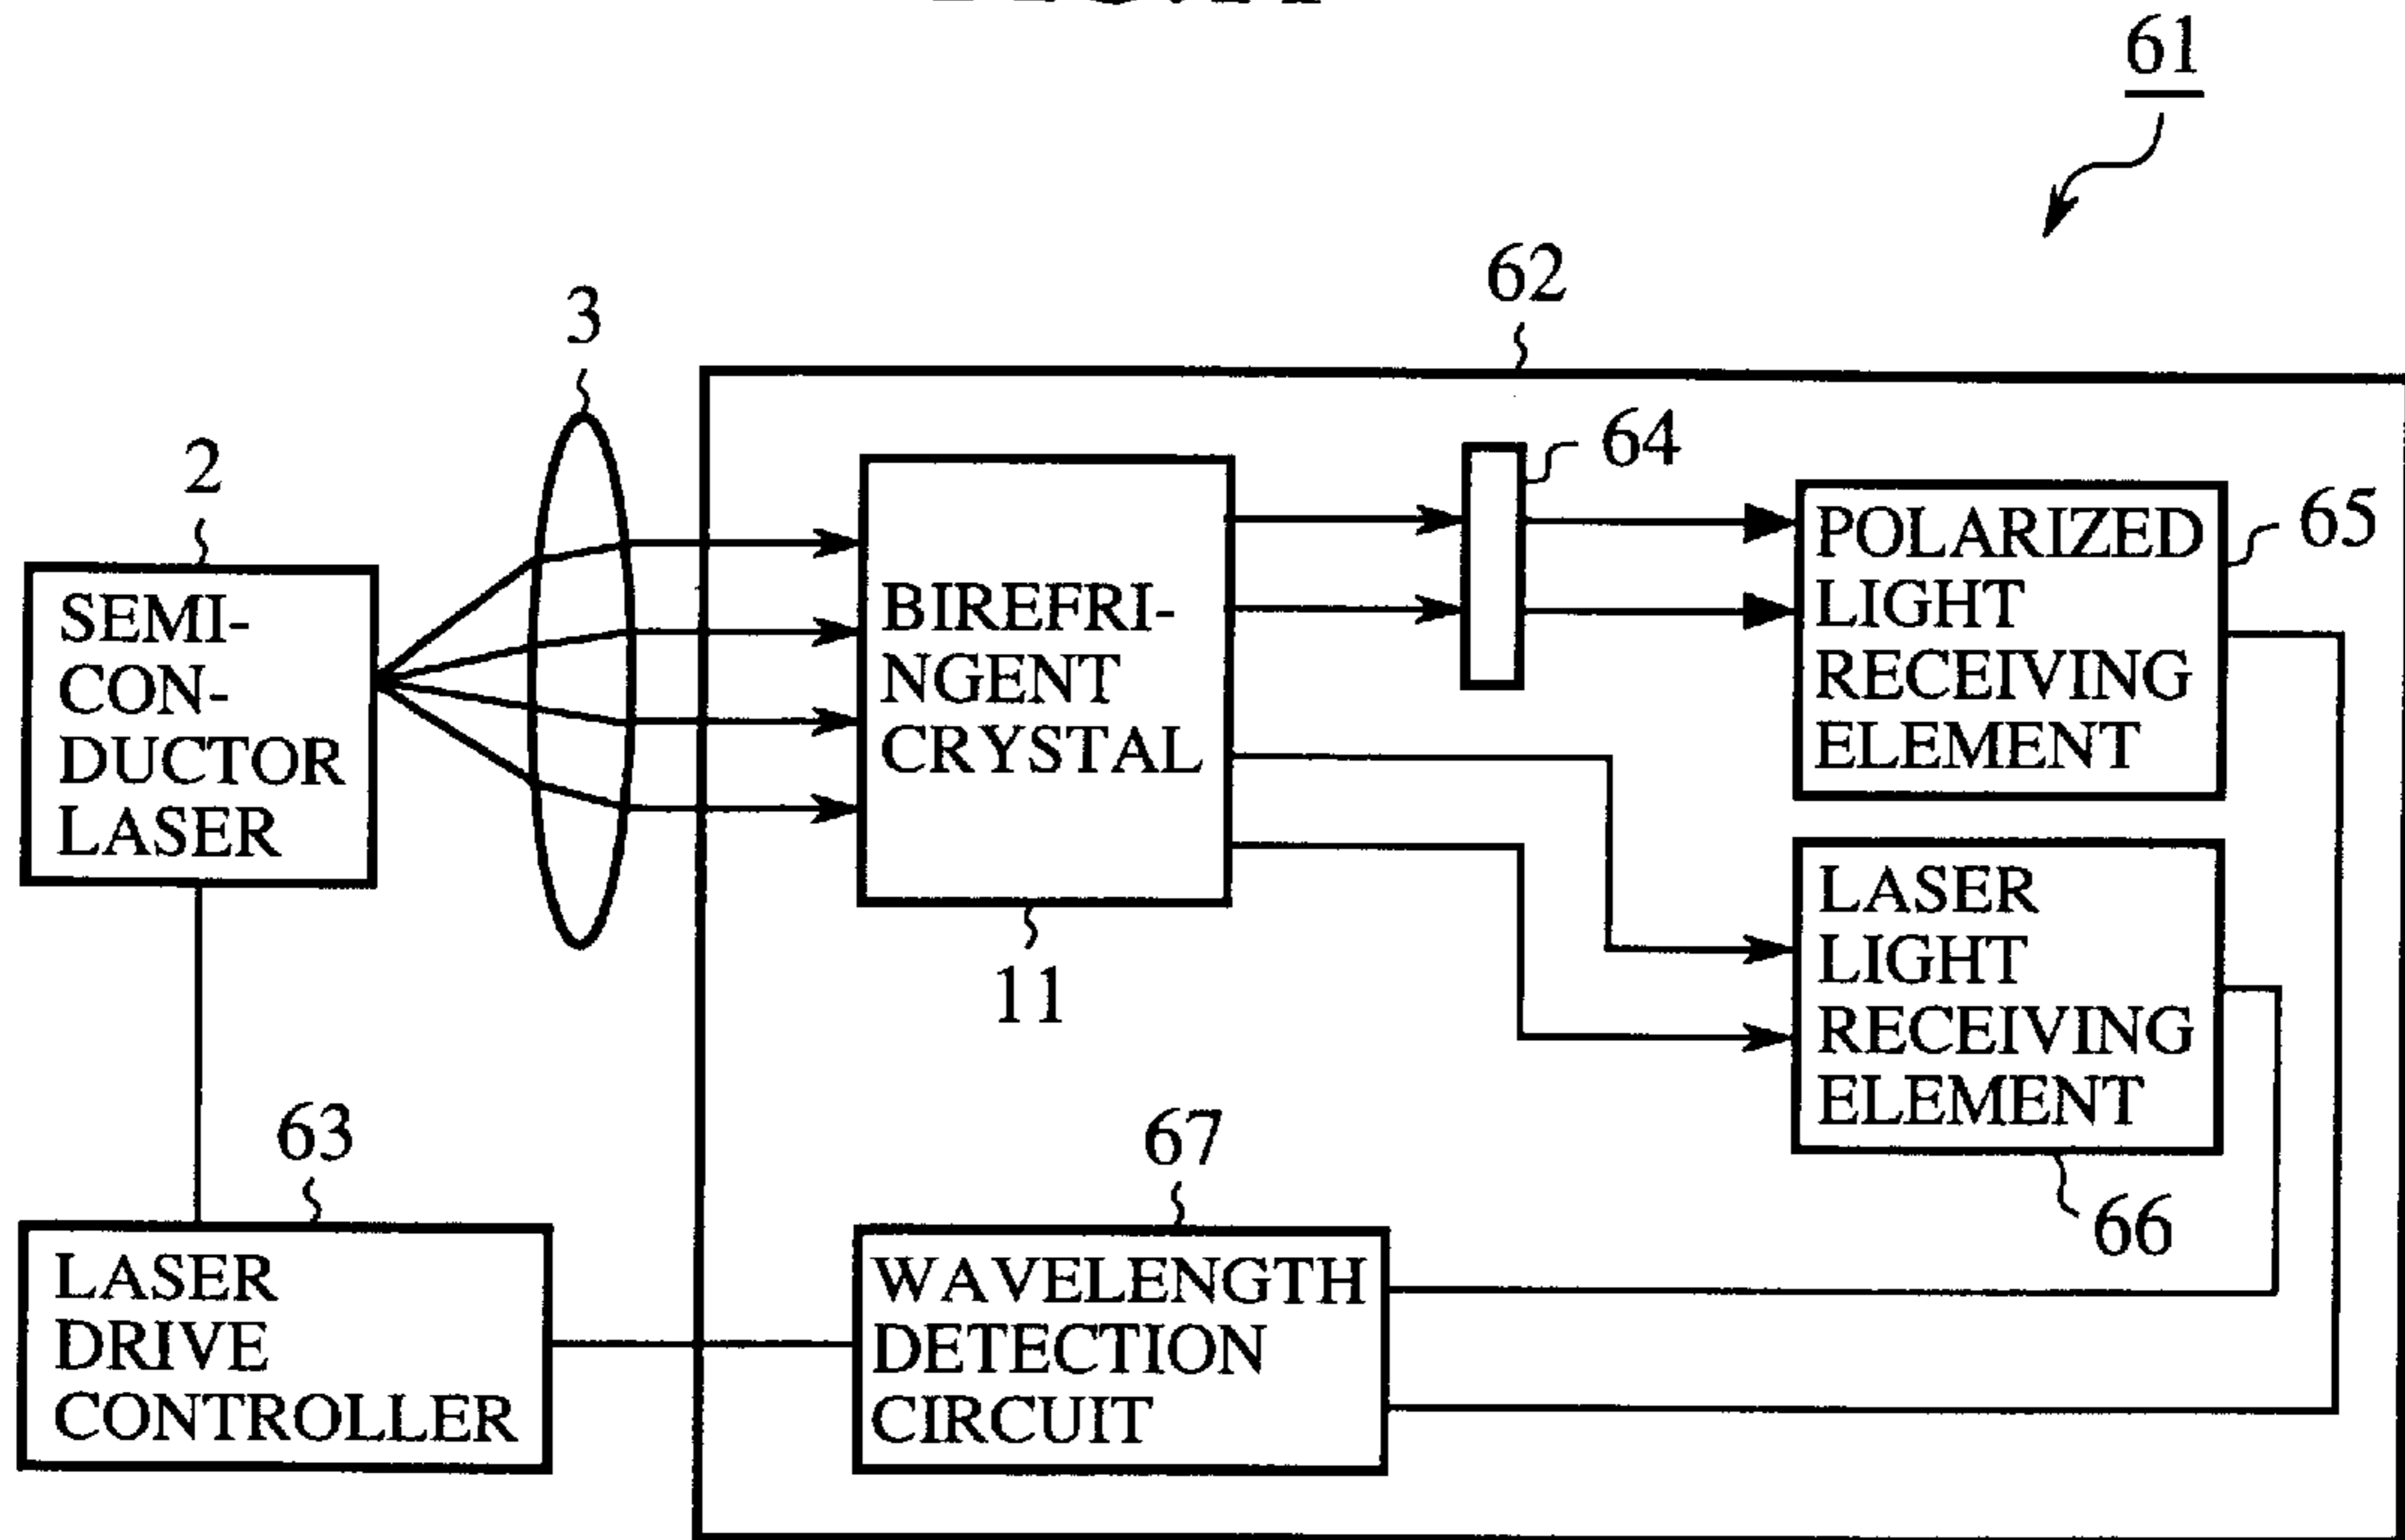 61
62
3
64
2
65
SEMI-
CON-
DUCTOR
LASER
BIREFRI-
NGENT
CRYSTAL
POLARIZED
LIGHT
RECEIVING
ELEMENT
11
LASER
LIGHT
RECEIVING
ELEMENT
66
63
67
LASER
DRIVE
CONTROLLER
WAVELENGTH
DETECTION
CIRCUIT